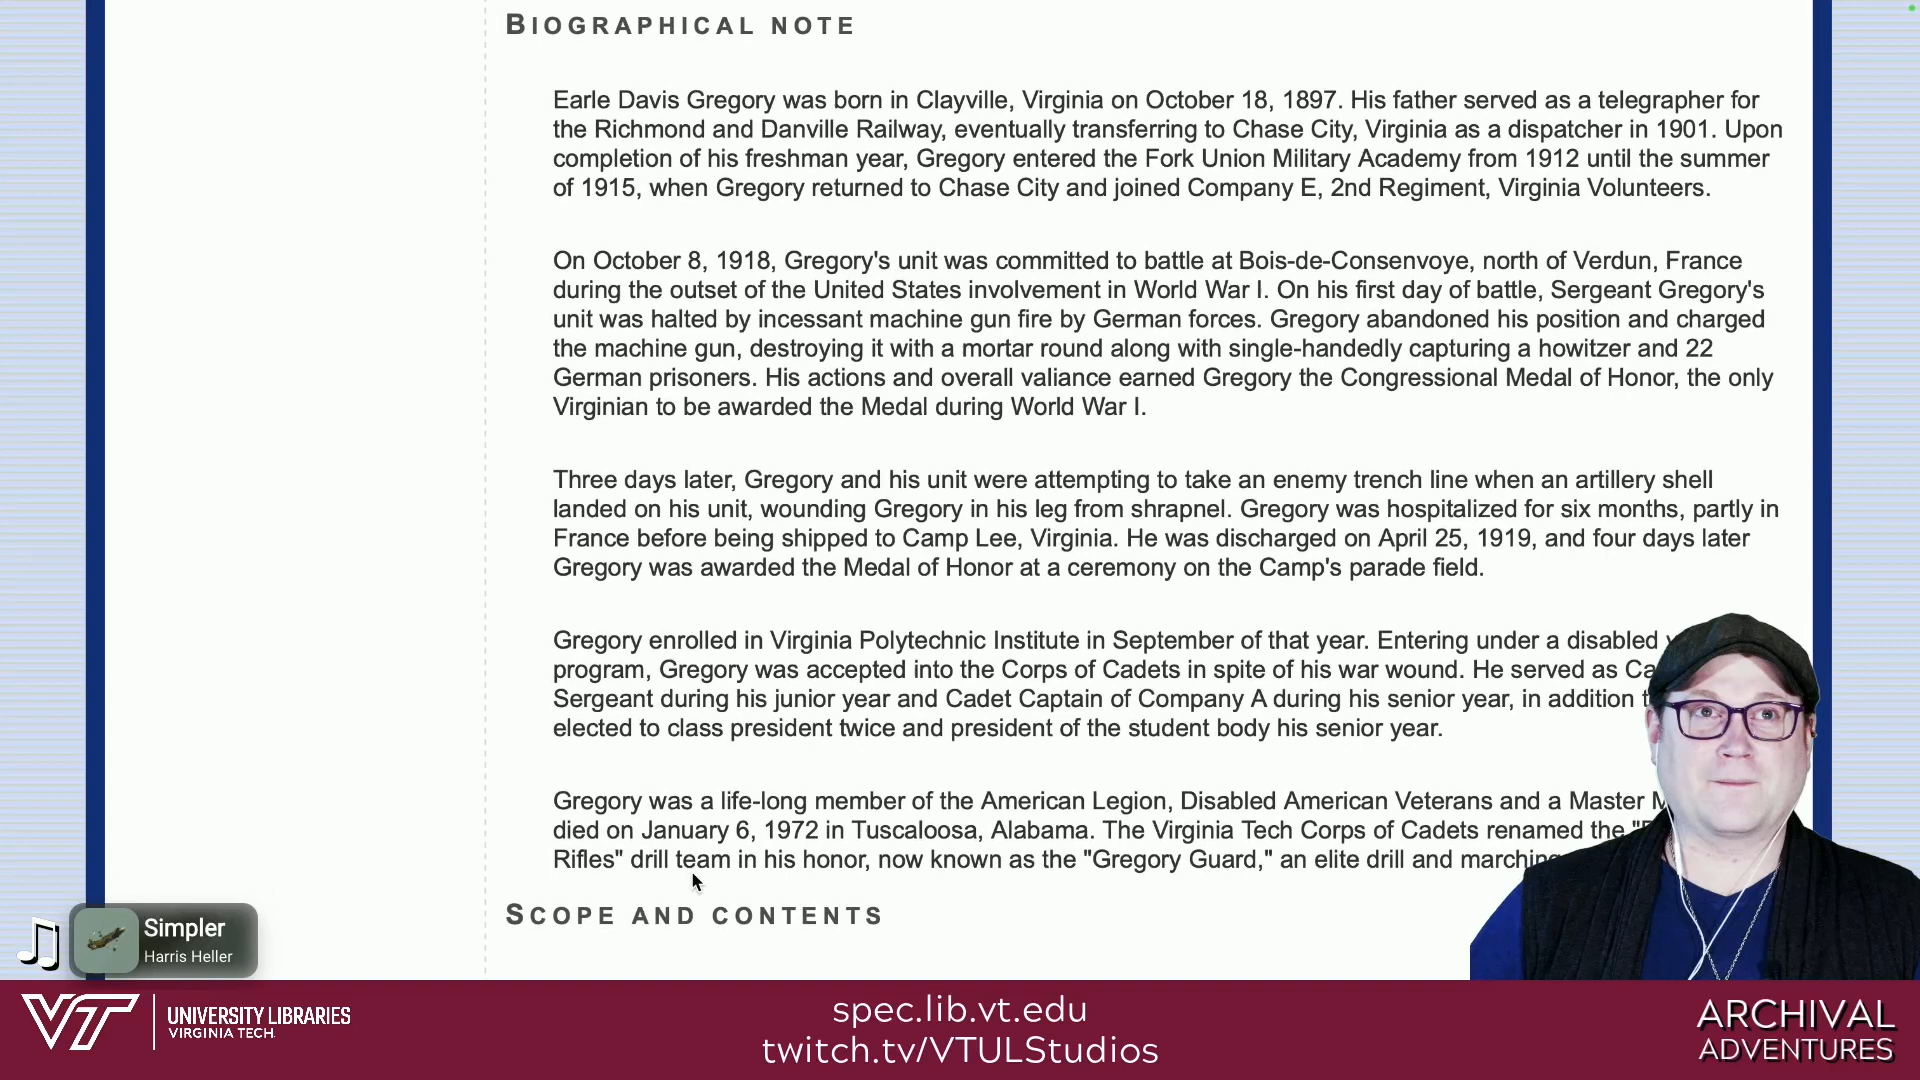 BIOGRAPHICAL NOTE
Earle Davis Gregory was born in Clayville, Virginia on October 18, 1897. His father served as a telegrapher for
the Richmond and Danville Railway, eventually transferring to Chase City, Virginia as a dispatcher in 1901. Upon
completion of his freshman year, Gregory entered the Fork Union Military Academy from 1912 until the summer
of 1915, when Gregory returned to Chase City and joined Company E, 2nd Regiment, Virginia Volunteers.
On October 8, 1918, Gregory's unit was committed to battle at Bois-de-Consenvoye, north of Verdun, France
during the outset of the United States involvement in World War I. On his first day of battle, Sergeant Gregory's
unit was halted by incessant machine gun fire by German forces. Gregory abandoned his position and charged
the machine gun, destroying it with a mortar round along with single-handedly capturing a howitzer and 22
German prisoners. His actions and overall valiance earned Gregory the Congressional Medal of Honor, the only
Virginian to be awarded the Medal during World War I.
Three days later, Gregory and his unit were attempting to take an enemy trench line when an artillery shell
landed on his unit, wounding Gregory in his leg from shrapnel. Gregory was hospitalized for six months, partly in
France before being shipped to Camp Lee, Virginia. He was discharged on April 25, 1919, and four days later
Gregory was awarded the Medal of Honor at a ceremony on the Camp's parade field.
Gregory enrolled in Virginia Polytechnic Institute in September of that year. Entering under a disabled
program, Gregory was accepted into the Corps of Cadets in spite of his war wound. He served as
Sergeant during his junior year and Cadet Captain of Company A during his senior year, in addition
elected to class president twice and president of the student body his senior year.
Gregory was a life-long member of the American Legion, Disabled American Veterans and a Master
died on January 6, 1972 in Tuscaloosa, Alabama. The Virginia Tech Corps of Cadets renamed the
Rifles" drill team in his honor, now known as the "Gregory Guard," an elite drill and marching
SCOPE AND CONTENTS
Simpler
Harris Heller
VT UNIVERSITY LIBRARIES
VIRGINIA TECH
spec.lib.vt.edu
twitch.tv/VTULStudios
ARCHIVAL
ADVENTURES